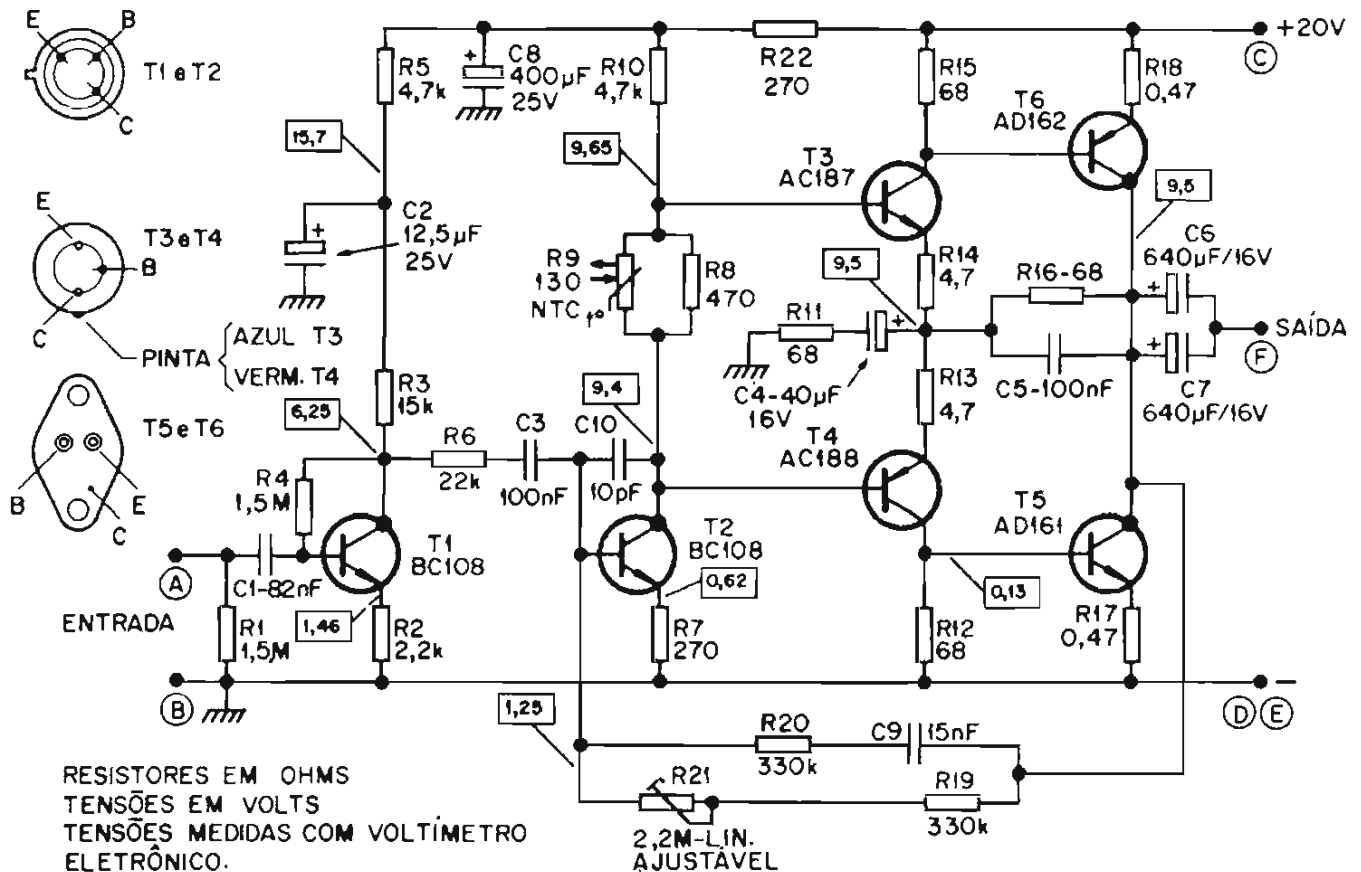 E
B
C
T1 e T2
E
B
C
T3 e T4
PINTA
AZUL T3
VERM. T4
T5 e T6
B
E
C
A
ENTRADA
B
R1
1,5M
C1-82nF
R4
1,5M
T1
BC108
1,46
R2
2,2k
6,25
R3
15k
15,7
R5
4,7k
+
C2
12,5µF
25V
+
C8
400µF
25V
R6
22k
C3
100nF
C10
10pF
9,4
R10
4,7k
9,65
R9
130
NTC
t°
R8
470
T2
BC108
0,62
R7
270
R22
270
R15
68
T3
AC187
R14
4,7
9,5
R11
68
+
C4-40µF
16V
R13
4,7
T4
AC188
R12
68
0,13
T6
AD162
R18
0,47
+20V
C
9,5
R16-68
C5-100nF
C6
640µF/16V
+
+
C7
640µF/16V
SAÍDA
F
T5
AD161
R17
0,47
D
E
−
1,25
R20
330k
C9
15nF
R21
2,2M-LIN.
AJUSTÁVEL
R19
330k
RESISTORES EM OHMS
TENSÕES EM VOLTS
TENSÕES MEDIDAS COM VOLTÍMETRO
ELETRÔNICO.